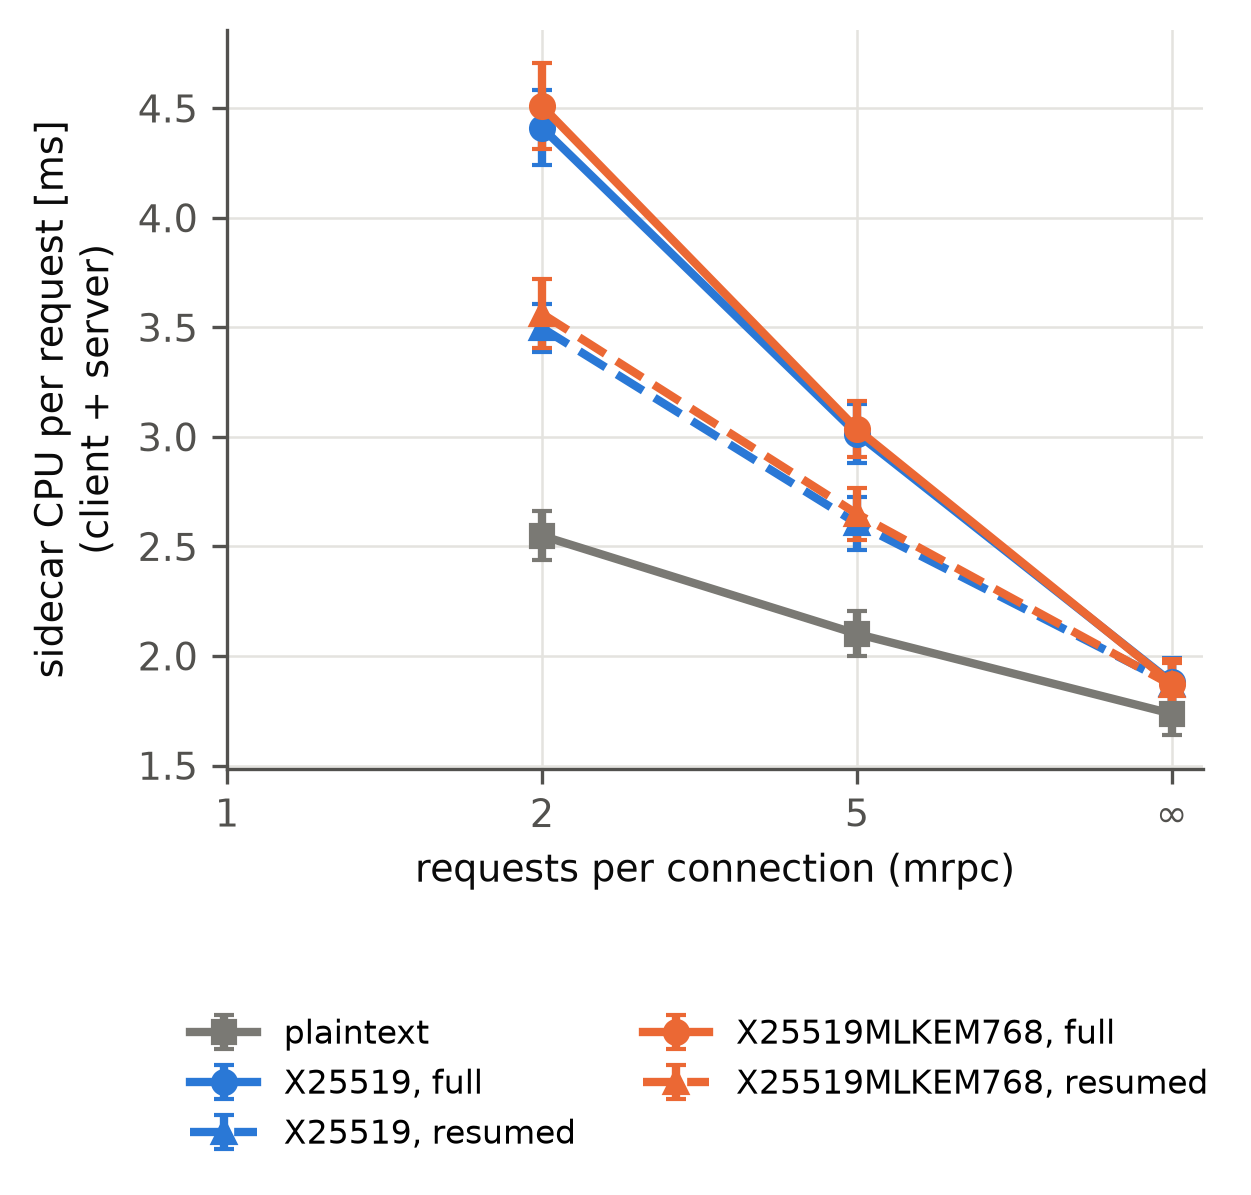 sidecar CPU per request [ms]
(client + server)
4.5
4.0
3.5
3.0
2.5
2.0
1.5
1
2
5
∞
requests per connection (mrpc)
plaintext
X25519, full
X25519, resumed
X25519MLKEM768, full
X25519MLKEM768, resumed